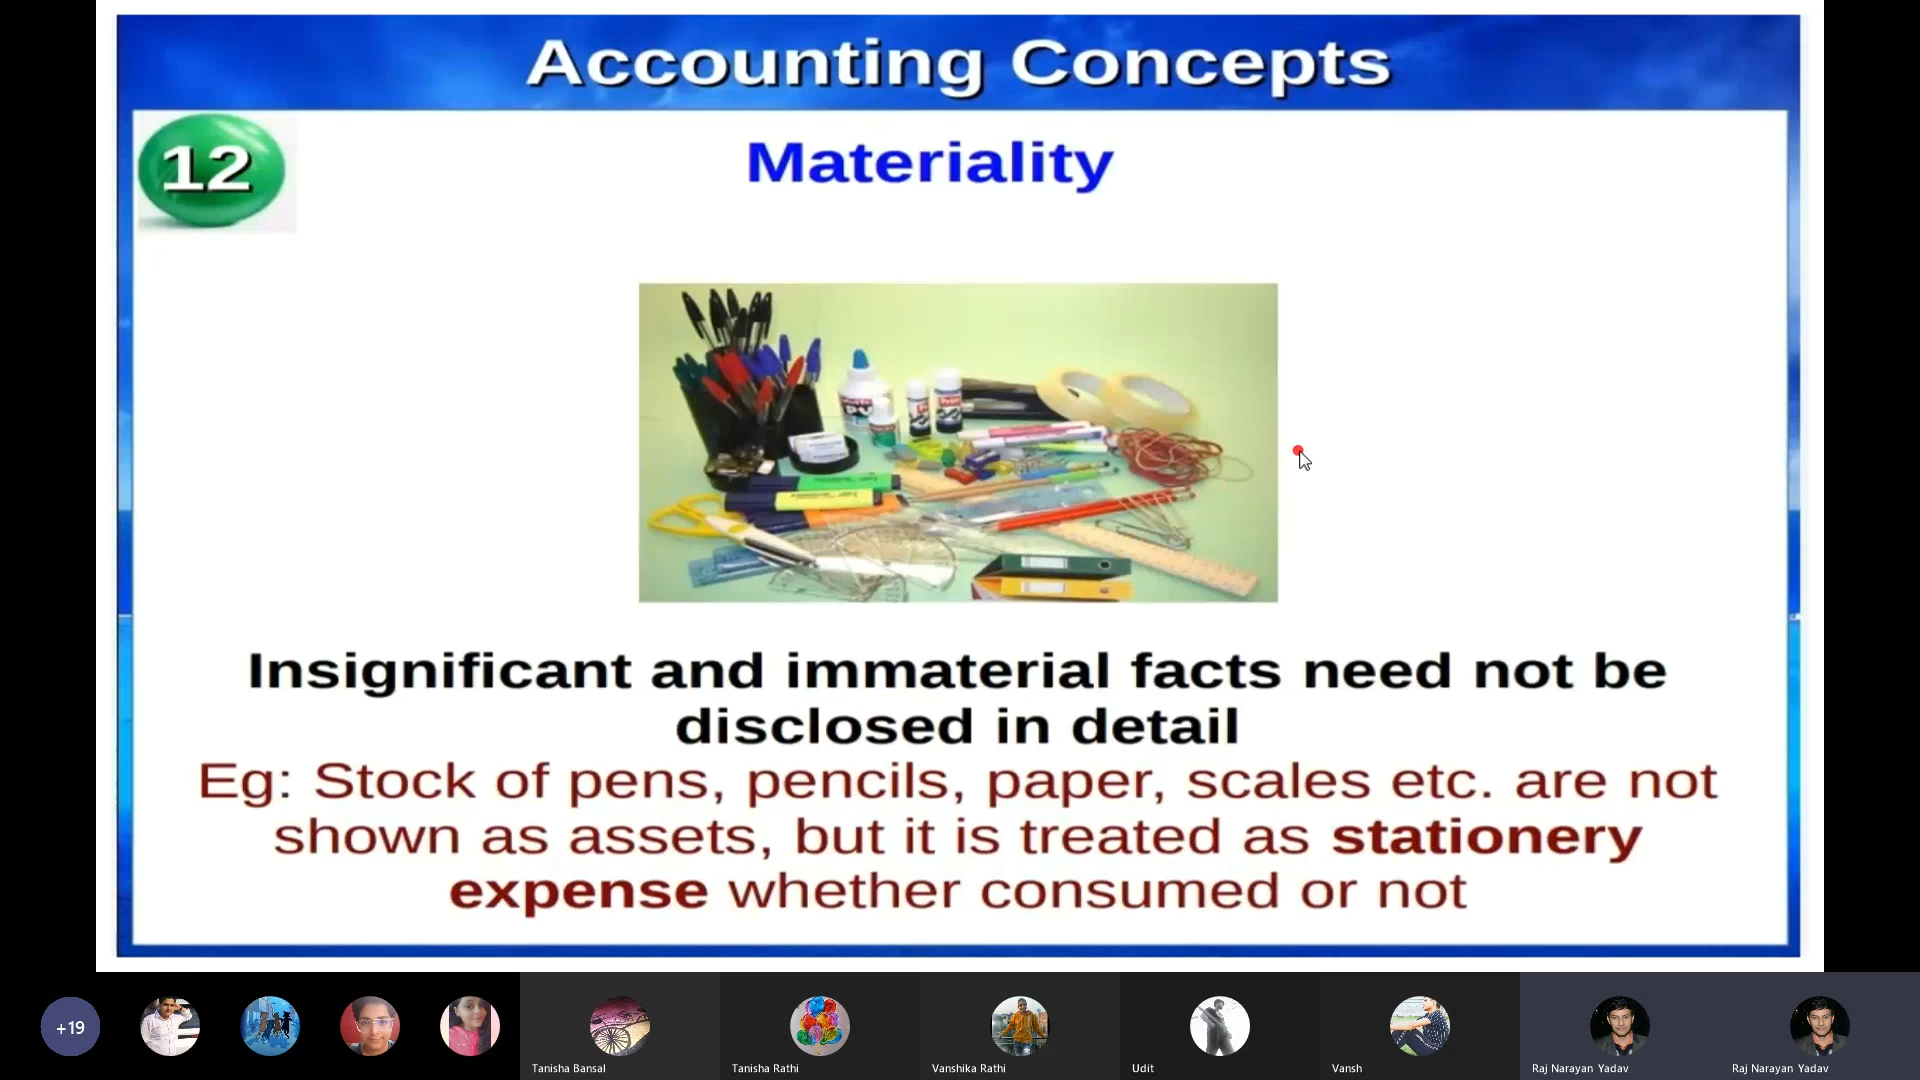 Accounting Concepts
12
Materiality
Insignificant and immaterial facts need not be
disclosed in detail
Eg: Stock of pens, pencils, paper, scales etc. are not
shown as assets, but it is treated as stationery
expense whether consumed or not
+19
Tanisha Bansal
Tanisha Rathi
Vanshika Rathi
Udit
Vansh
Raj Narayan Yadav
Raj Narayan Yadav